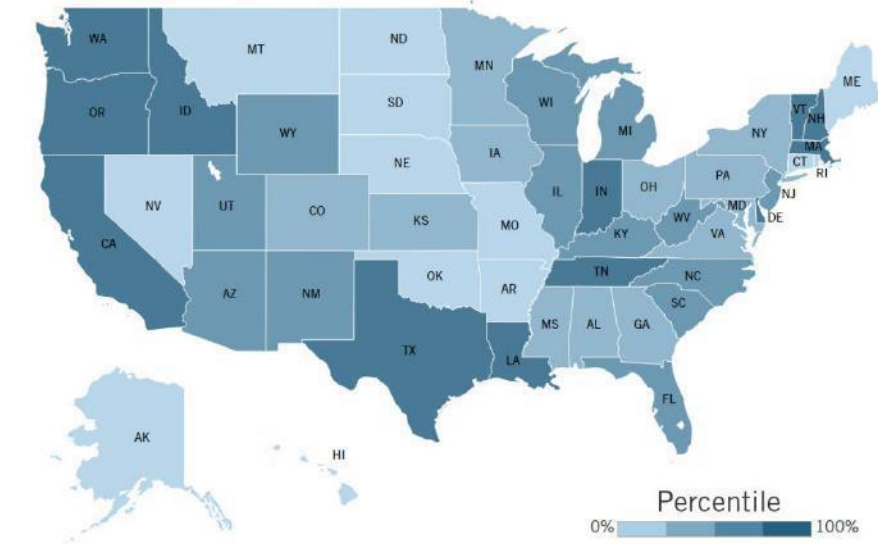 WA
MT
ND
MN
ME
OR
ID
SD
WI
VT
NH
WY
MI
NY
MA
CT
RI
NE
IA
PA
NJ
NV
UT
CO
IL
IN
OH
MD
DE
CA
KS
MO
WV
VA
KY
TN
NC
AZ
NM
OK
AR
SC
MS
AL
GA
TX
LA
FL
AK
HI
Percentile
0% 100%